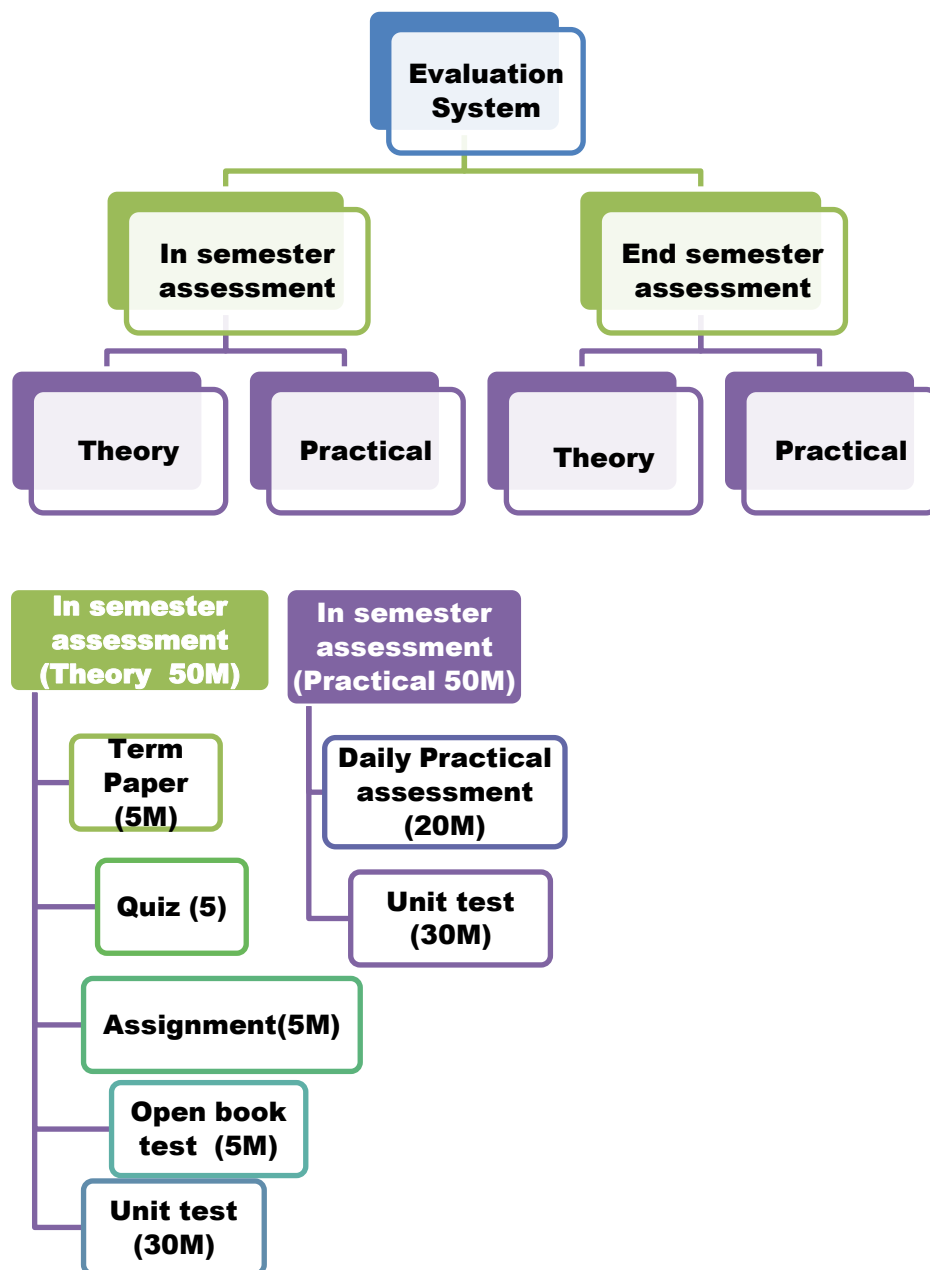 Evaluation
System
In semester
assessment
End semester
assessment
Theory
Practical
Theory
Practical
In semester
assessment
(Theory 50M)
Term
Paper
(5M)
Quiz (5)
Assignment(5M)
Open book
test (5M)
Unit test
(30M)
In semester
assessment
(Practical 50M)
Daily Practical
assessment
(20M)
Unit test
(30M)